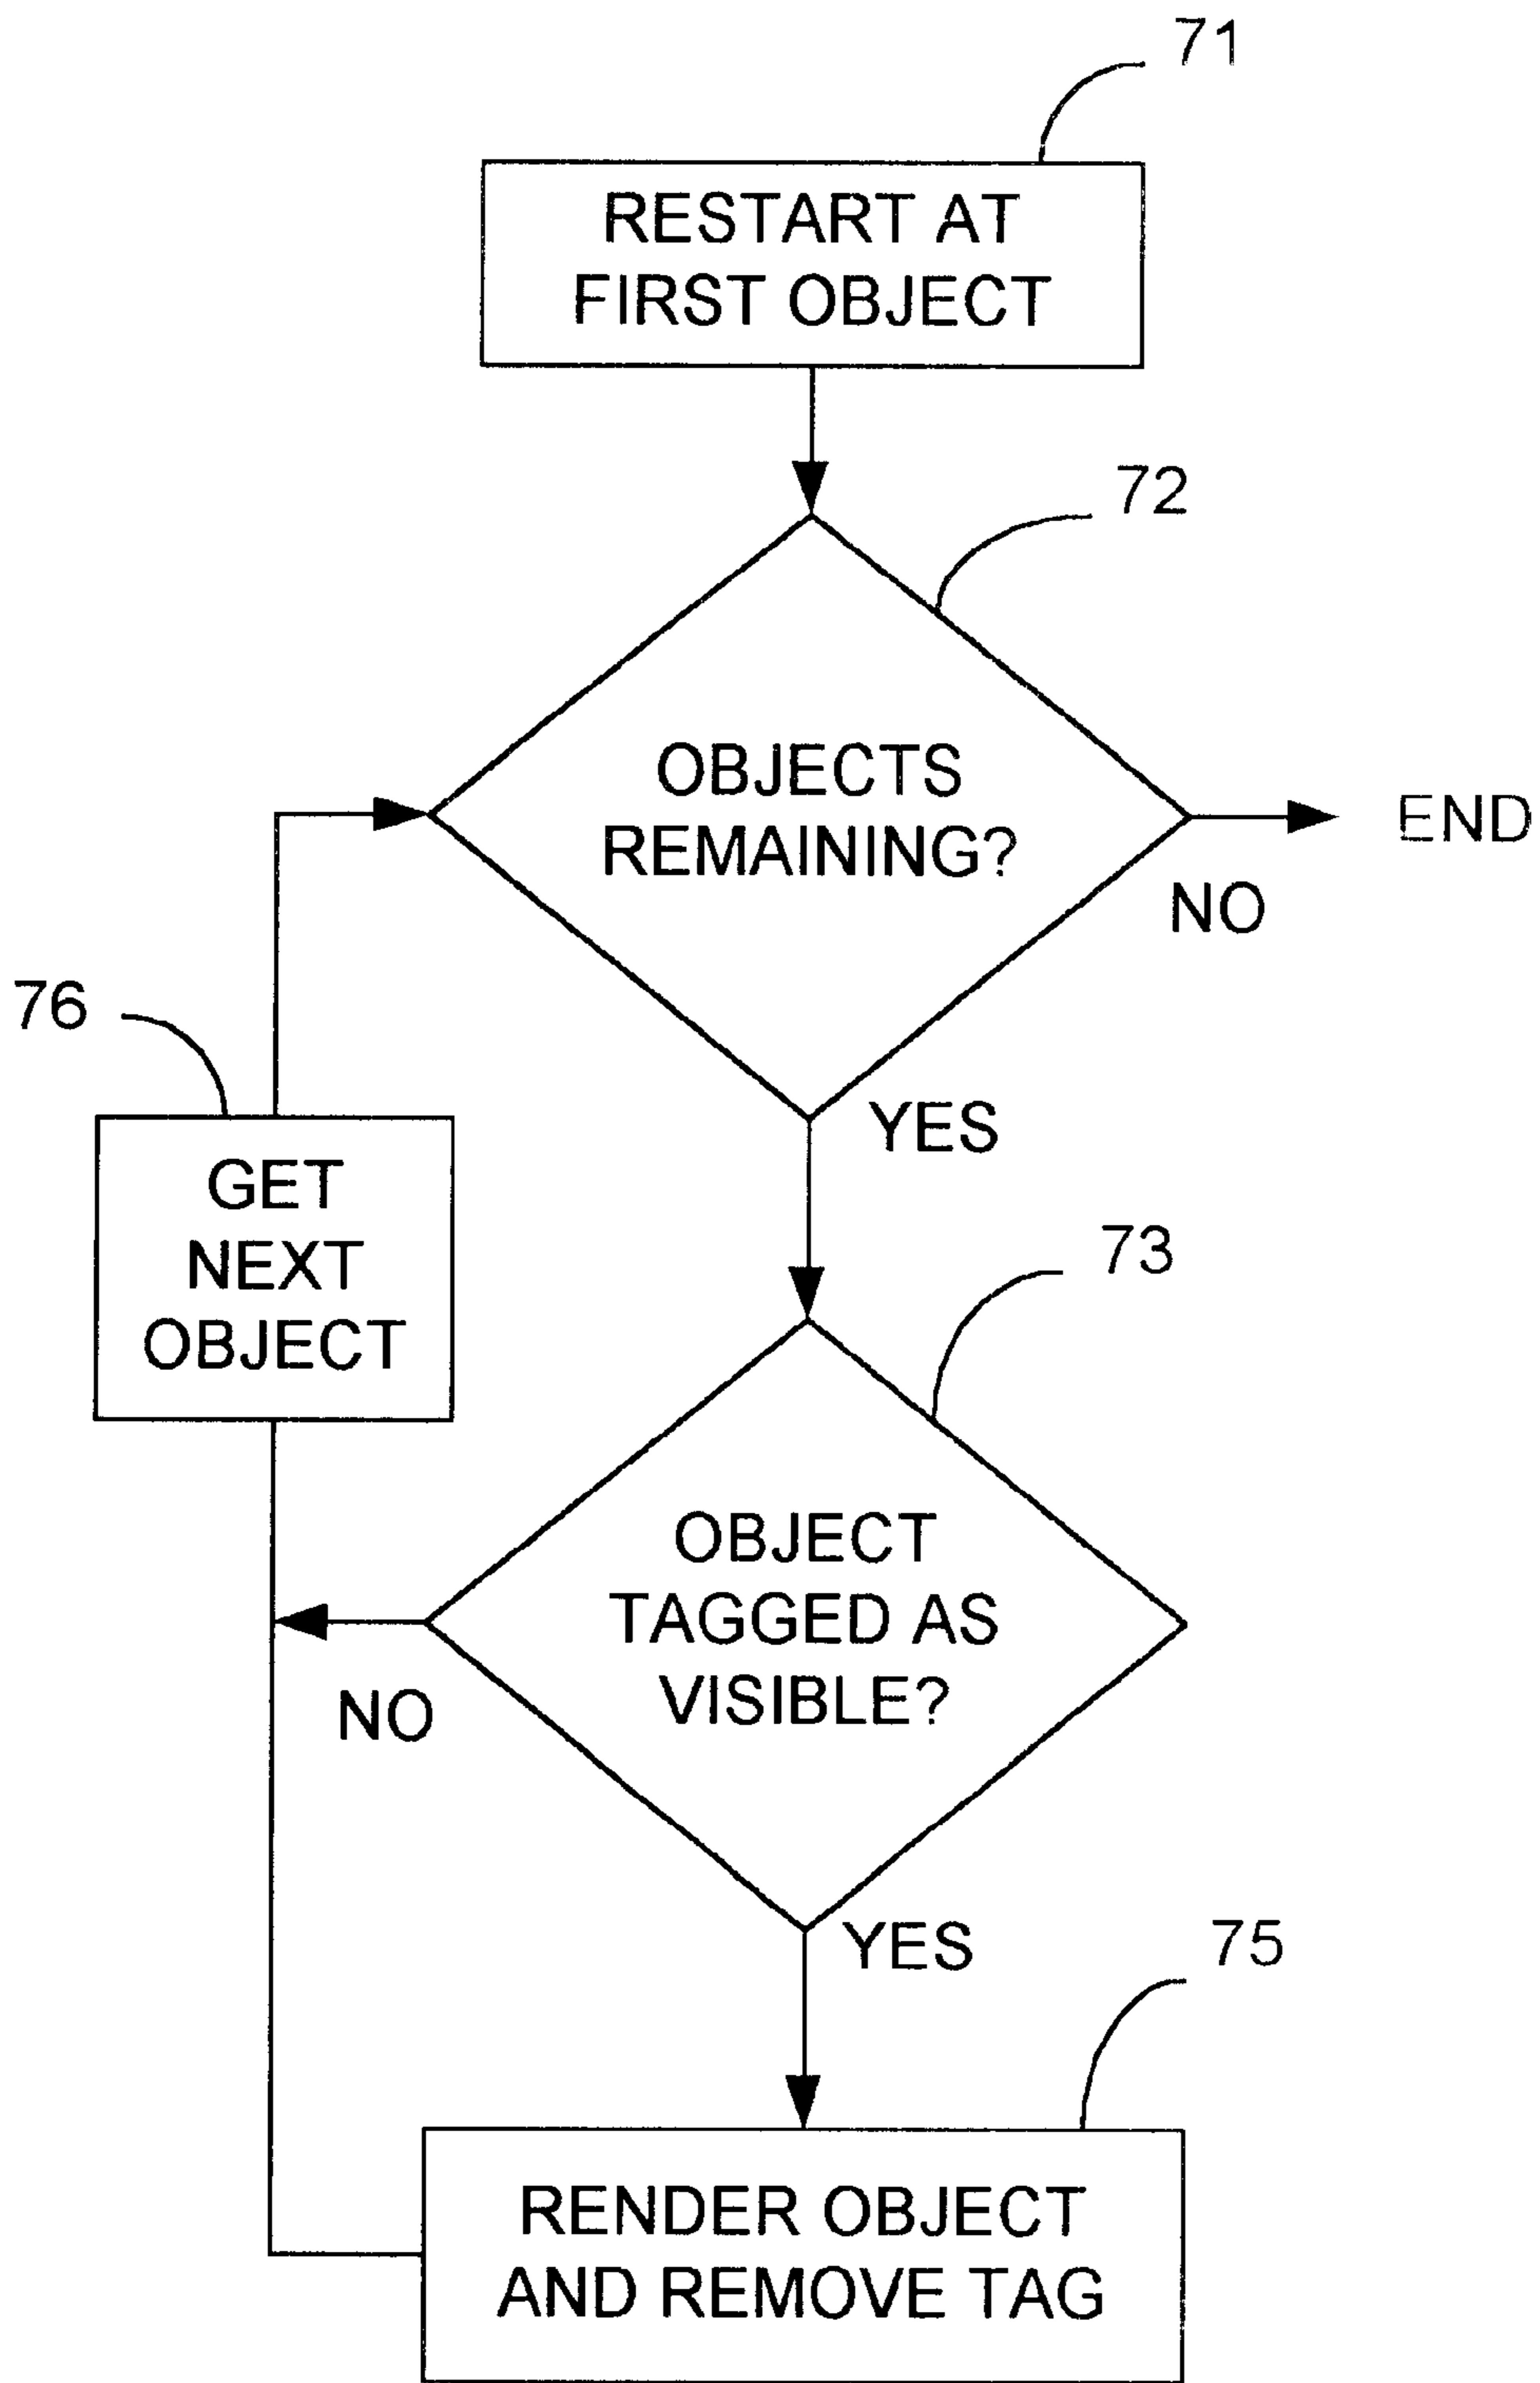 71
RESTART AT
FIRST OBJECT
72
OBJECTS
REMAINING?
END
NO
76
YES
GET
NEXT
OBJECT
73
OBJECT
TAGGED AS
VISIBLE?
NO
YES
75
RENDER OBJECT
AND REMOVE TAG